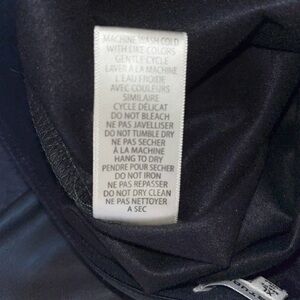 MACHINE WASH COLD
WITH LIKE COLORS
GENTLE CYCLE
LAVER À LA MACHINE
L'EAU FROIDE
AVEC COULEURS
SIMILAIRE
CYCLE DÉLICAT
DO NOT BLEACH
NE PAS JAVELLISER
DO NOT TUMBLE DRY
NE PAS SECHER
À LA MACHINE
HANG TO DRY
PENDRE POUR SECHER
DO NOT IRON
NE PAS REPASSER
DO NOT DRY CLEAN
NE PAS NETTOYER
A SEC